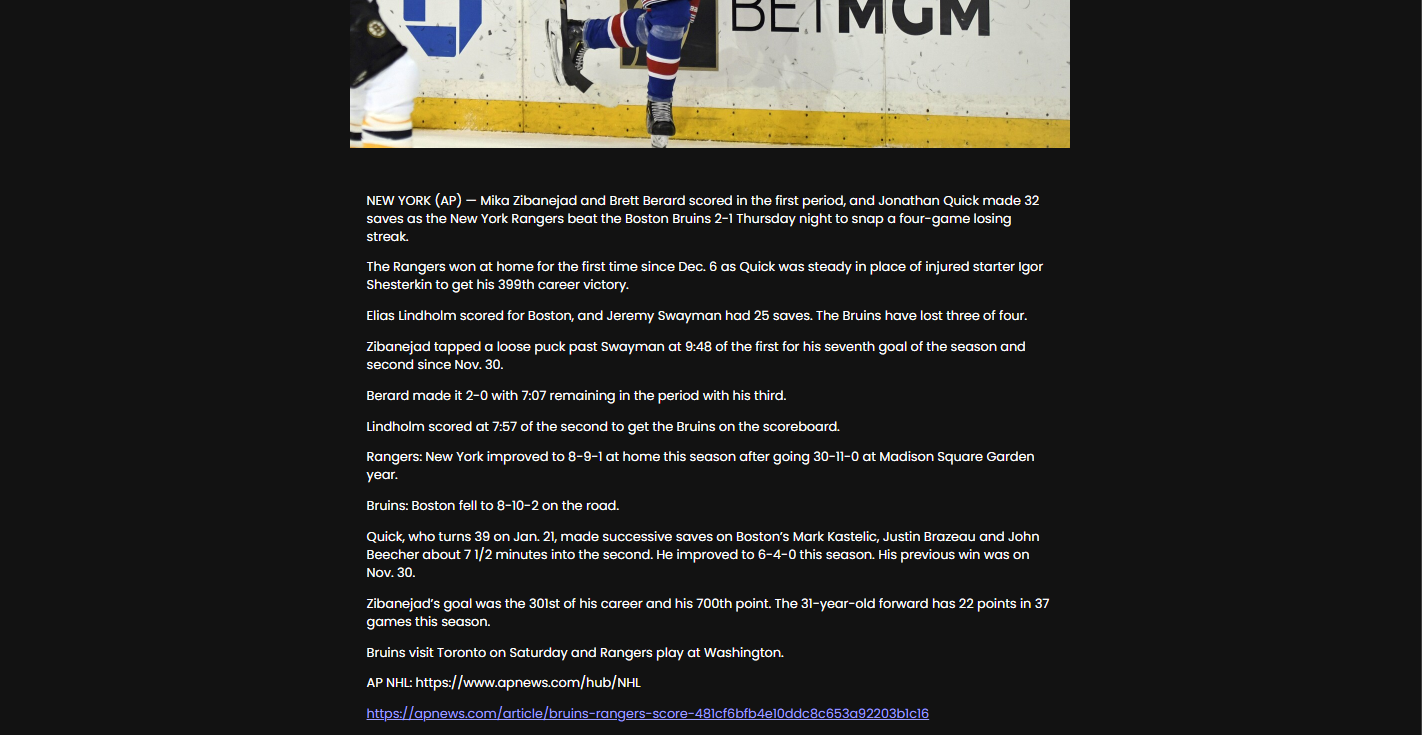 BETMGM
NEW YORK (AP) — Mika Zibanejad and Brett Berard scored in the first period, and Jonathan Quick made 32
saves as the New York Rangers beat the Boston Bruins 2-1 Thursday night to snap a four-game losing
streak.
The Rangers won at home for the first time since Dec. 6 as Quick was steady in place of injured starter Igor
Shesterkin to get his 399th career victory.
Elias Lindholm scored for Boston, and Jeremy Swayman had 25 saves. The Bruins have lost three of four.
Zibanejad tapped a loose puck past Swayman at 9:48 of the first for his seventh goal of the season and
second since Nov. 30.
Berard made it 2-0 with 7:07 remaining in the period with his third.
Lindholm scored at 7:57 of the second to get the Bruins on the scoreboard.
Rangers: New York improved to 8-9-1 at home this season after going 30-11-0 at Madison Square Garden
year.
Bruins: Boston fell to 8-10-2 on the road.
Quick, who turns 39 on Jan. 21, made successive saves on Boston’s Mark Kastelic, Justin Brazeau and John
Beecher about 7 1/2 minutes into the second. He improved to 6-4-0 this season. His previous win was on
Nov. 30.
Zibanejad’s goal was the 301st of his career and his 700th point. The 31-year-old forward has 22 points in 37
games this season.
Bruins visit Toronto on Saturday and Rangers play at Washington.
AP NHL: https://www.apnews.com/hub/NHL
https://apnews.com/article/bruins-rangers-score-481cf6bfb4e10ddc8c653a92203b1c16